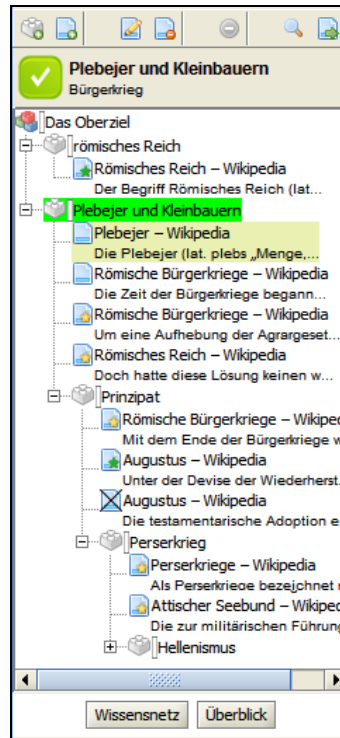 Plebejer und Kleinbauern
Bürgerkrieg
Das Oberziel
römisches Reich
Römisches Reich – Wikipedia
Der Begriff Römisches Reich (lat...
Plebejer und Kleinbauern
Plebejer – Wikipedia
Die Plebejer (lat. plebs „Menge,...
Römische Bürgerkriege – Wikipedia
Die Zeit der Bürgerkriege begann...
Römische Bürgerkriege – Wikipedia
Um eine Aufhebung der Agrargeset...
Römisches Reich – Wikipedia
Doch hatte diese Lösung keinen w...
Prinzipat
Römische Bürgerkriege – Wikiped
Mit dem Ende der Bürgerkriege w
Augustus – Wikipedia
Unter der Devise der Wiederherst.
Augustus – Wikipedia
Die testamentarische Adoption e
Perserkrieg
Perserkriege – Wikipedia
Als Perserkriege bezeichnet
Attischer Seebund – Wikiped
Die zur militärischen Führung
Hellenismus
Wissensnetz Überblick